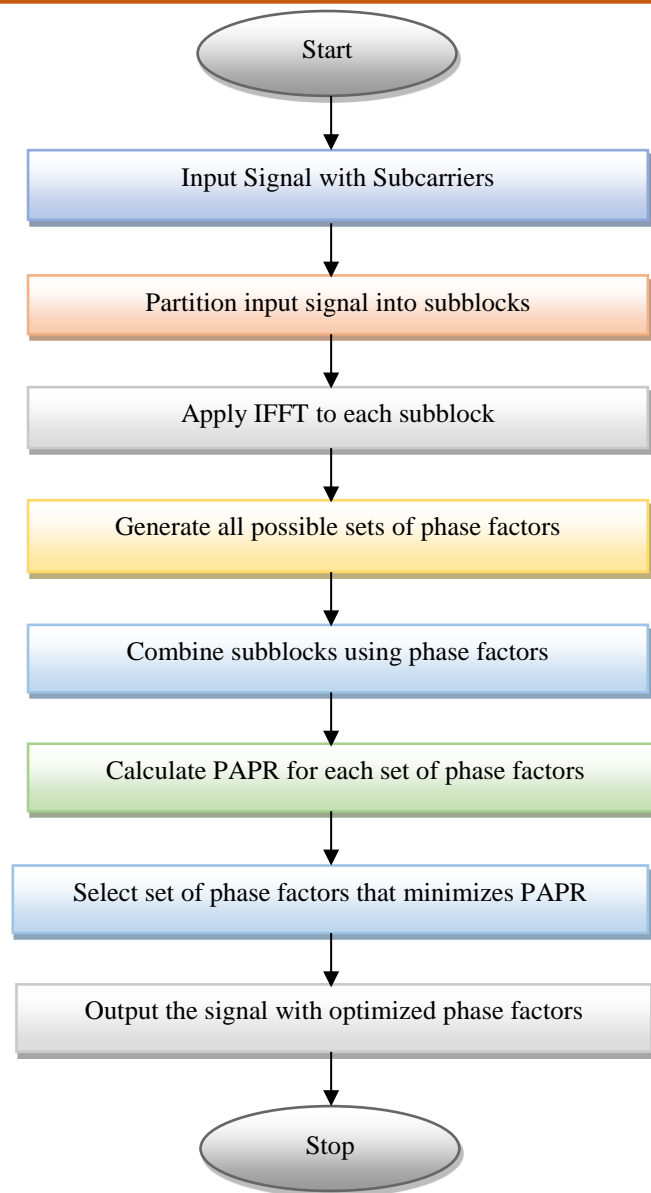 Start
Input Signal with Subcarriers
Partition input signal into subblocks
Apply IFFT to each subblock
Generate all possible sets of phase factors
Combine subblocks using phase factors
Calculate PAPR for each set of phase factors
Select set of phase factors that minimizes PAPR
Output the signal with optimized phase factors
Stop